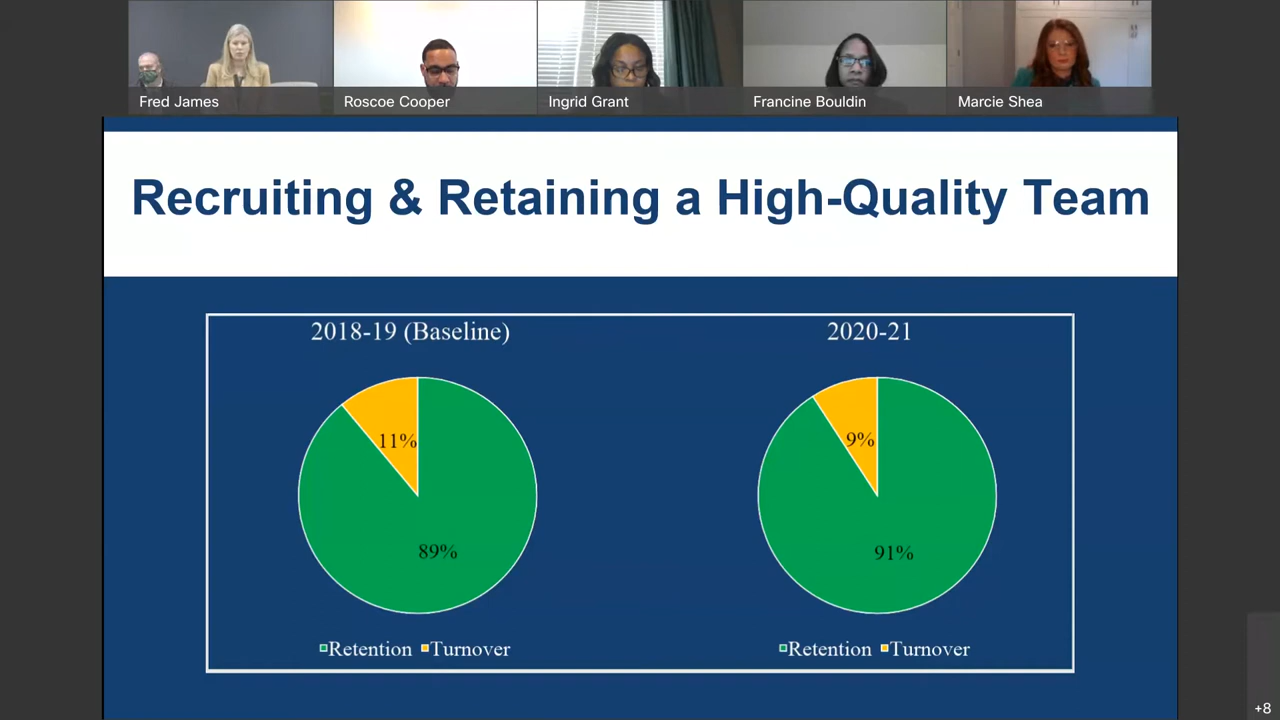 Fred James
Roscoe Cooper
Ingrid Grant
Francine Bouldin
Marcie Shea
Recruiting & Retaining a High-Quality Team
2018-19 (Baseline)
2020-21
11%
9%
89%
91%
Retention Turnover
Retention Turnover
+8